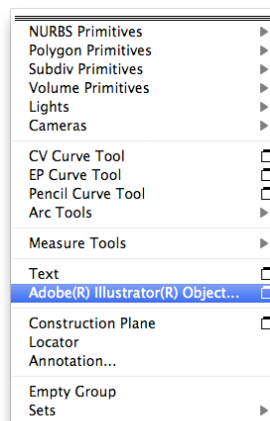 NURBS Primitives
Polygon Primitives
Subdiv Primitives
Volume Primitives
Lights
Cameras
CV Curve Tool
EP Curve Tool
Pencil Curve Tool
Arc Tools
Measure Tools
Text
Adobe(R) Illustrator(R) Object...
Construction Plane
Locator
Annotation...
Empty Group
Sets